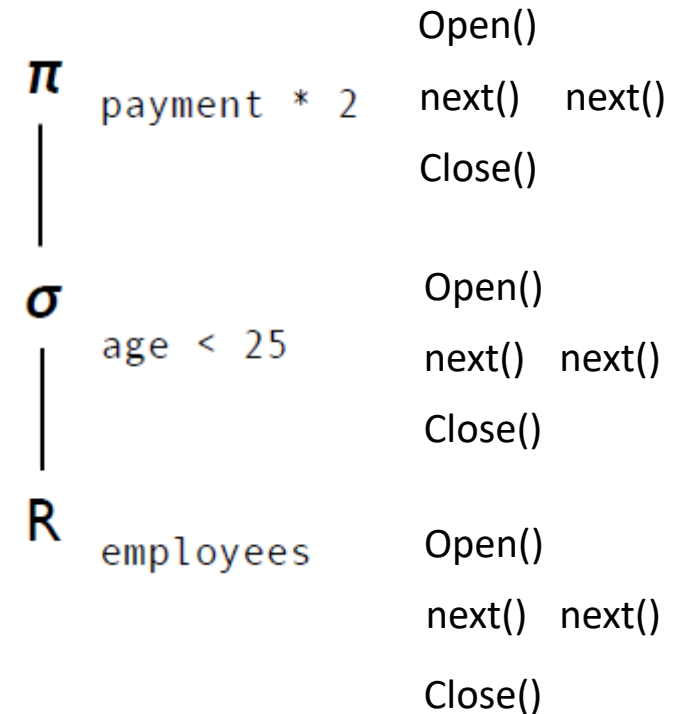 Open()
π payment * 2 next() next()
Close()
Open()
σ
age < 25 next() next()
Close()
R employees Open()
next() next()
Close()